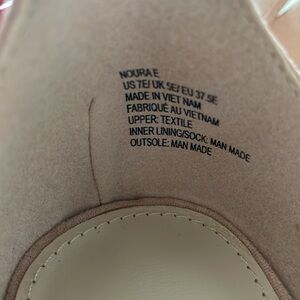 NOURA E
US 7E/ UK 5E/ EU 37.5E
MADE IN VIET NAM
FABRIQUÉ AU VIETNAM
UPPER: TEXTILE
INNER LINING/SOCK: MAN MADE
OUTSOLE: MAN MADE